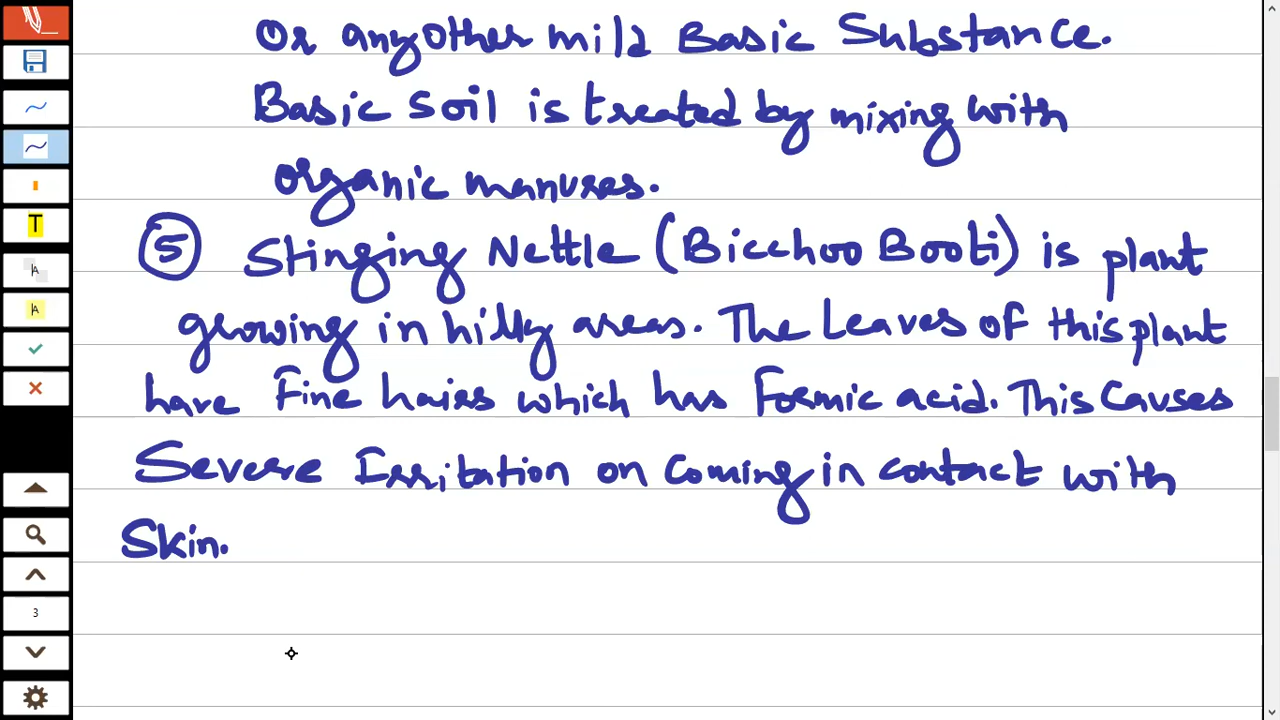 Or any other mild Basic Substance.
Basic Soil is treated by mixing with
organic manures.
5 Stinging Nettle (Bicchoo Booti) is plant
growing in hilly areas. The Leaves of this plant
have Fine hairs which has Formic acid. This Causes
Severe Irritation on Coming in contact with
Skin.
T
A
A
3